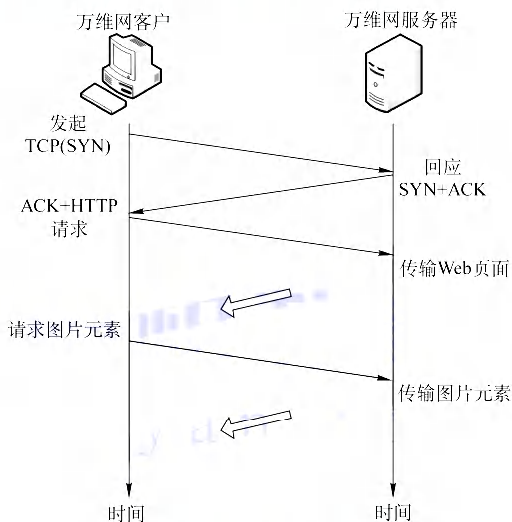 万维网客户
万维网服务器
发起
TCP(SYN)
回应
SYN+ACK
ACK+HTTP
请求
传输Web页面
请求图片元素
传输图片元素
时间
时间